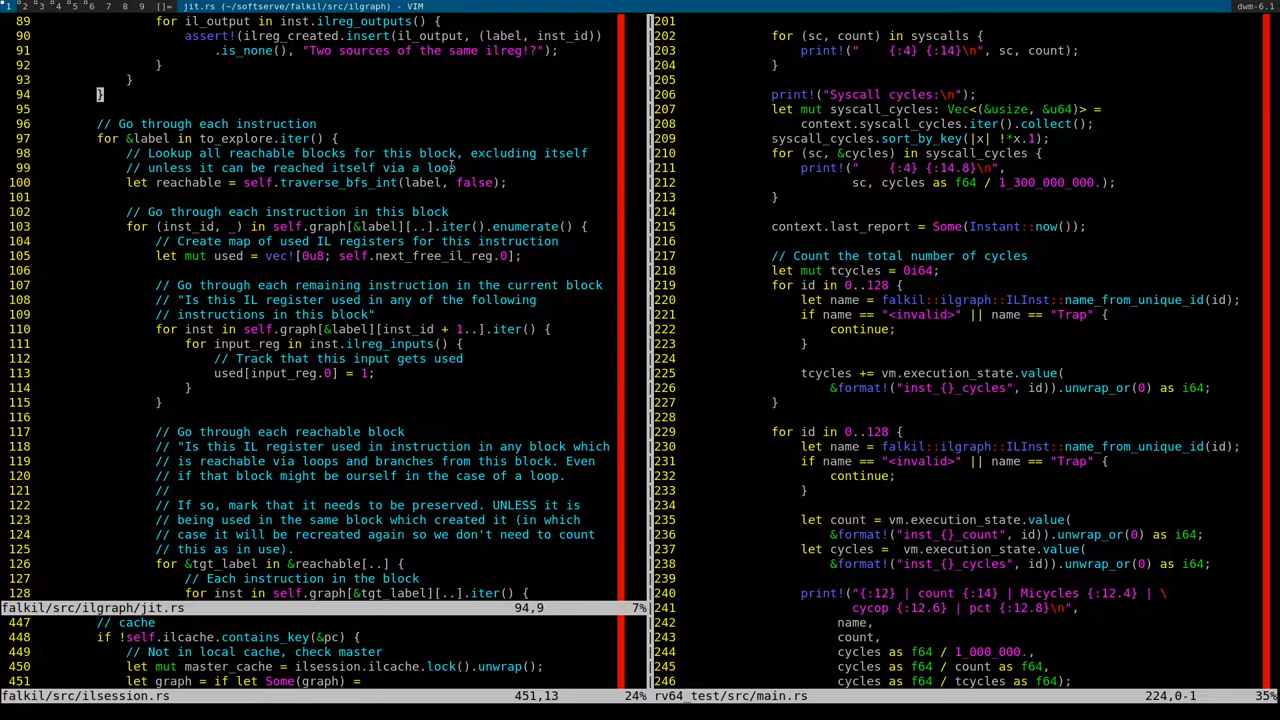 1 2 3 4 5 6 7 8 9 []= jit.rs (~/softserve/falkil/src/ilgraph) - VIM dwm-6.1
89 for il_output in inst.ilreg_outputs() {
90 assert!(ilreg_created.insert(il_output, (label, inst_id))
91 .is_none(), "Two sources of the same ilreg!?");
92 }
93 }
94 }
95
96 // Go through each instruction
97 for &label in to_explore.iter() {
98 // Lookup all reachable blocks for this block, excluding itself
99 // unless it can be reached itself via a loop
100 let reachable = self.traverse_bfs_int(label, false);
101
102 // Go through each instruction in this block
103 for (inst_id, _) in self.graph[&label][..].iter().enumerate() {
104 // Create map of used IL registers for this instruction
105 let mut used = vec![0u8; self.next_free_il_reg.0];
106
107 // Go through each remaining instruction in the current block
108 // "Is this IL register used in any of the following
109 // instructions in this block"
110 for inst in self.graph[&label][inst_id + 1..].iter() {
111 for input_reg in inst.ilreg_inputs() {
112 // Track that this input gets used
113 used[input_reg.0] = 1;
114 }
115 }
116
117 // Go through each reachable block
118 // "Is this IL register used in instruction in any block which
119 // is reachable via loops and branches from this block. Even
120 // if that block might be ourself in the case of a loop.
121 //
122 // If so, mark that it needs to be preserved. UNLESS it is
123 // being used in the same block which created it (in which
124 // case it will be recreated again so we don't need to count
125 // this as in use).
126 for &tgt_label in &reachable[..] {
127 // Each instruction in the block
128 for inst in self.graph[&tgt_label][..].iter() {
falkil/src/ilgraph/jit.rs 94,9 7%
447 // cache
448 if !self.ilcache.contains_key(&pc) {
449 // Not in local cache, check master
450 let mut master_cache = ilsession.ilcache.lock().unwrap();
451 let graph = if let Some(graph) =
falkil/src/ilsession.rs 451,13 24%
201
202 for (sc, count) in syscalls {
203 print!(" {:4} {:14}\n", sc, count);
204 }
205
206 print!("Syscall cycles:\n");
207 let mut syscall_cycles: Vec<(&usize, &u64)> =
208 context.syscall_cycles.iter().collect();
209 syscall_cycles.sort_by_key(|x| !*x.1);
210 for (sc, &cycles) in syscall_cycles {
211 print!(" {:4} {:14.8}\n",
212 sc, cycles as f64 / 1_300_000_000.);
213 }
214
215 context.last_report = Some(Instant::now());
216
217 // Count the total number of cycles
218 let mut tcycles = 0i64;
219 for id in 0..128 {
220 let name = falkil::ilgraph::ILInst::name_from_unique_id(id);
221 if name == "<invalid>" || name == "Trap" {
222 continue;
223 }
224
225 tcycles += vm.execution_state.value(
226 &format!("inst_{}_cycles", id)).unwrap_or(0) as i64;
227 }
228
229 for id in 0..128 {
230 let name = falkil::ilgraph::ILInst::name_from_unique_id(id);
231 if name == "<invalid>" || name == "Trap" {
232 continue;
233 }
234
235 let count = vm.execution_state.value(
236 &format!("inst_{}_count", id)).unwrap_or(0) as i64;
237 let cycles = vm.execution_state.value(
238 &format!("inst_{}_cycles", id)).unwrap_or(0) as i64;
239
240 print!("{:12} | count {:14} | Micycles {:12.4} | \
241 cycop {:12.6} | pct {:12.8}\n",
242 name,
243 count,
244 cycles as f64 / 1_000_000.,
245 cycles as f64 / count as f64,
246 cycles as f64 / tcycles as f64);
rv64_test/src/main.rs 224,0-1 35%